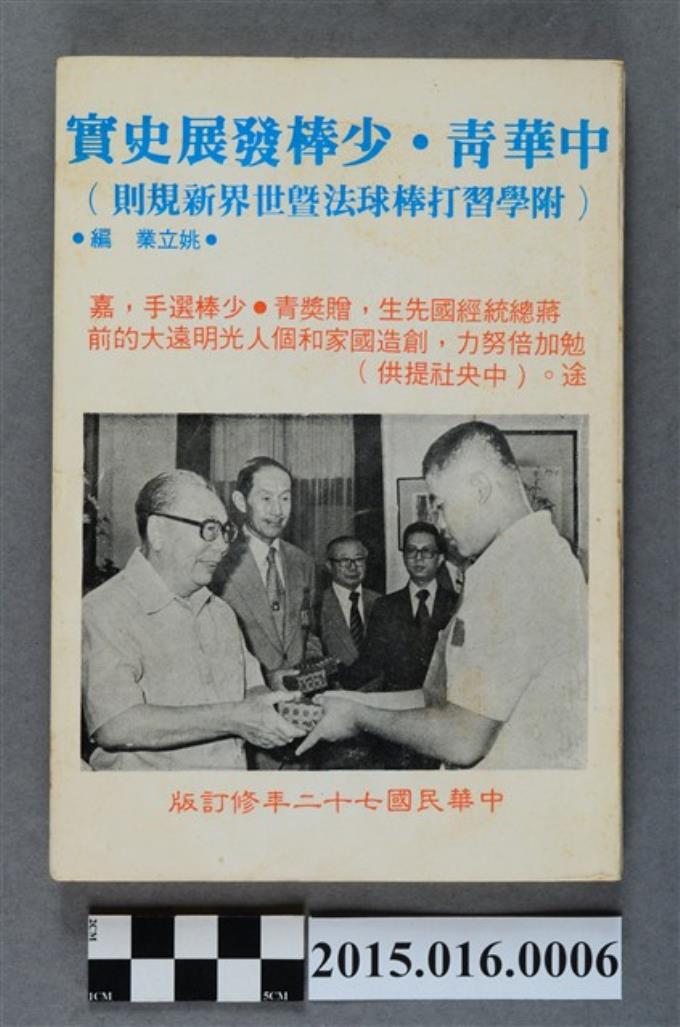 中華青・少棒發展史實
（附學習打棒球法曁世界新規則）
●姚立業　編●
蔣總統經國先生，贈獎青●少棒選手，嘉
勉加倍努力，創造國家和個人光明遠大的前
途。（中央社提供）
中華民國七十二年修訂版
2CM
1CM 5CM
2015.016.0006